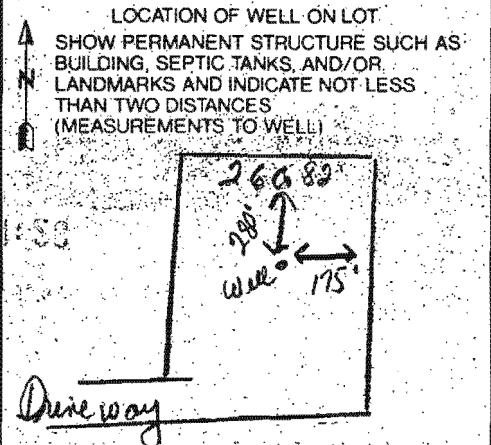 LOCATION OF WELL ON LOT
SHOW PERMANENT STRUCTURE SUCH AS
BUILDING, SEPTIC TANKS, AND/OR
N LANDMARKS AND INDICATE NOT LESS
THAN TWO DISTANCES
(MEASUREMENTS TO WELL)
26082
280'
Well
175'
Driveway